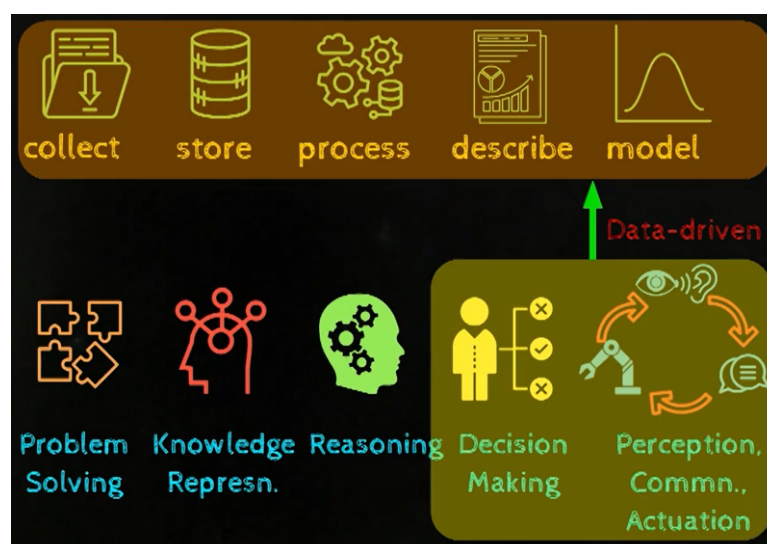 collect store process describe model
Data-driven
Problem Knowledge Reasoning Decision Perception,
Solving Represn. Making Commn.,
Actuation